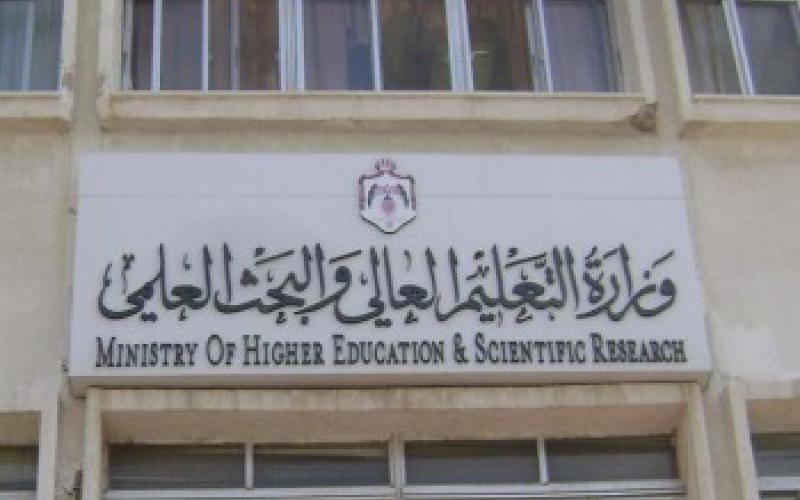 وزارة التعليم العالي والبحث العلمي
MINISTRY OF HIGHER EDUCATION & SCIENTIFIC RESEARCH